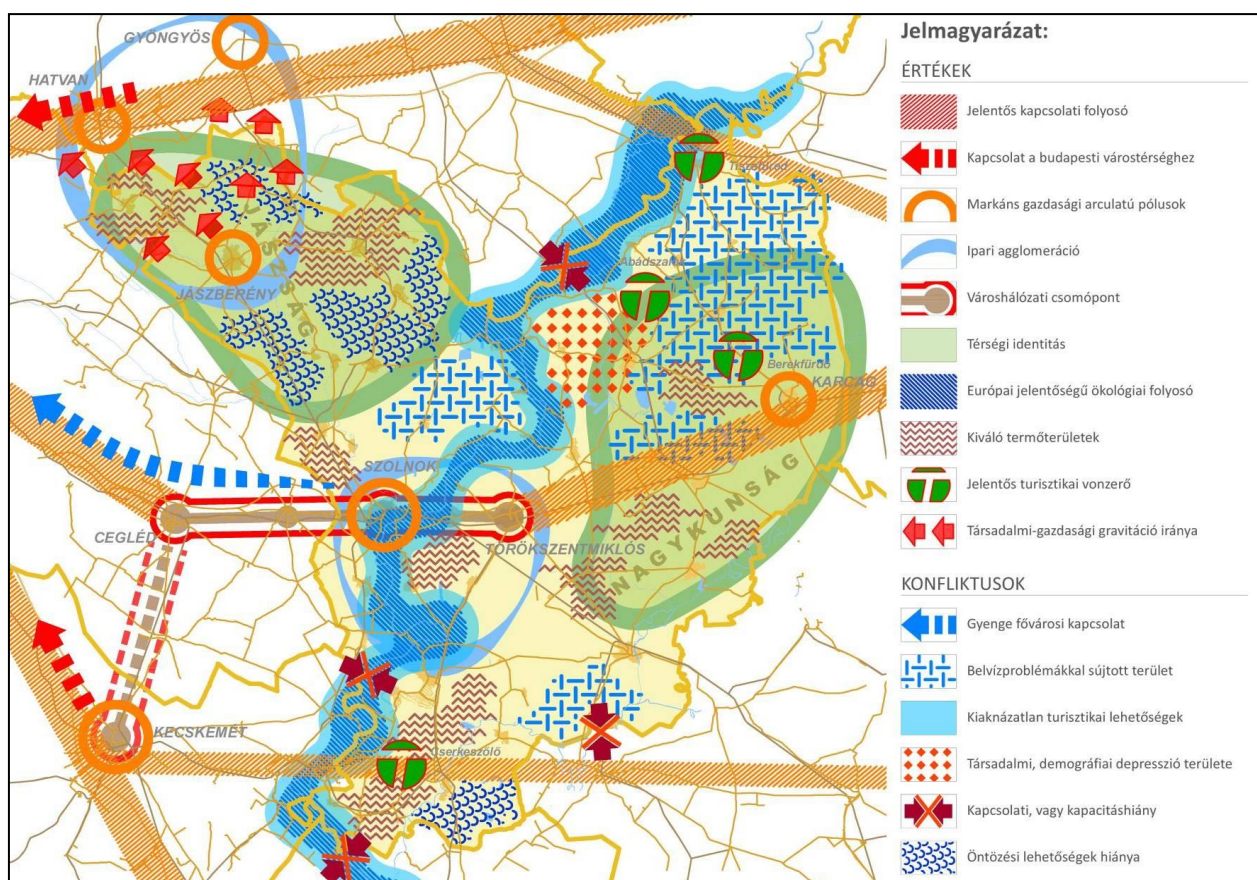 GYÖNGYÖS
HATVAN
JÁSZBERÉNY
JÁSZSÁG
Tiszafüred
Abádszalók
Berekfürdő
KARCAG
SZOLNOK
CEGLÉD
TÖRÖKSZENTMIKLÓS
NAGYKUNSÁG
KECSKEMÉT
Cserkeszőlő
Jelmagyarázat:
ÉRTÉKEK
Jelentős kapcsolati folyosó
Kapcsolat a budapesti várostérséghez
Markáns gazdasági arculatú pólusok
Ipari agglomeráció
Városhálózati csomópont
Térségi identitás
Európai jelentőségű ökológiai folyosó
Kiváló termőterületek
Jelentős turisztikai vonzerő
Társadalmi-gazdasági gravitáció iránya
KONFLIKTUSOK
Gyenge fővárosi kapcsolat
Belvízproblémákkal sújtott terület
Kiaknázatlan turisztikai lehetőségek
Társadalmi, demográfiai depresszió területe
Kapcsolati, vagy kapacitáshiány
Öntözési lehetőségek hiánya